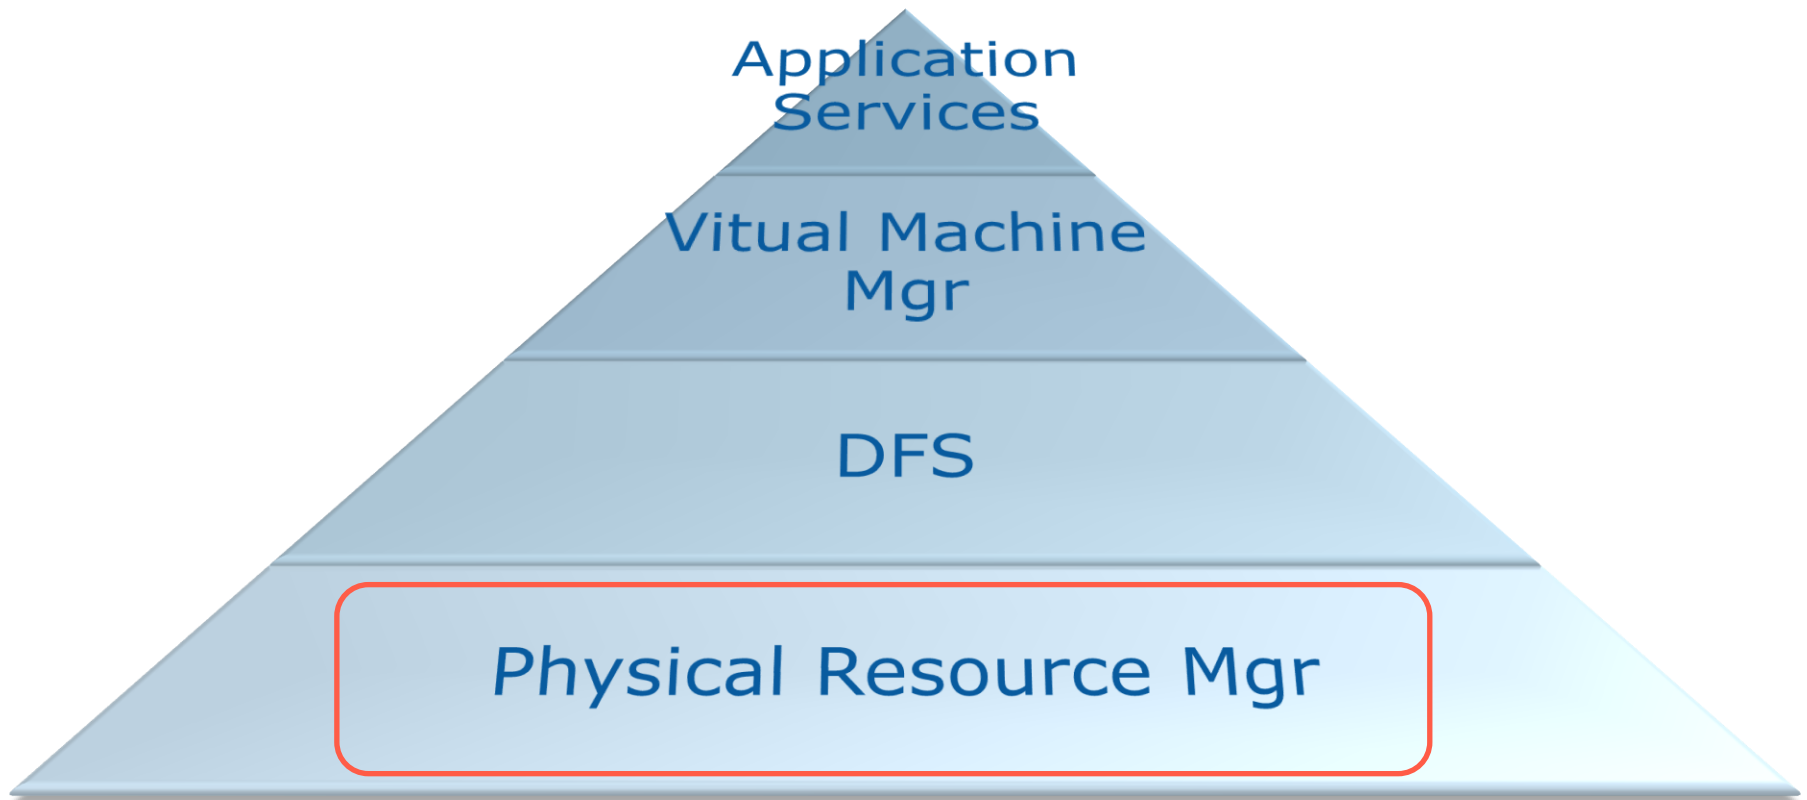 Application
Services
Vitual Machine
Mgr
DFS
Physical Resource Mgr